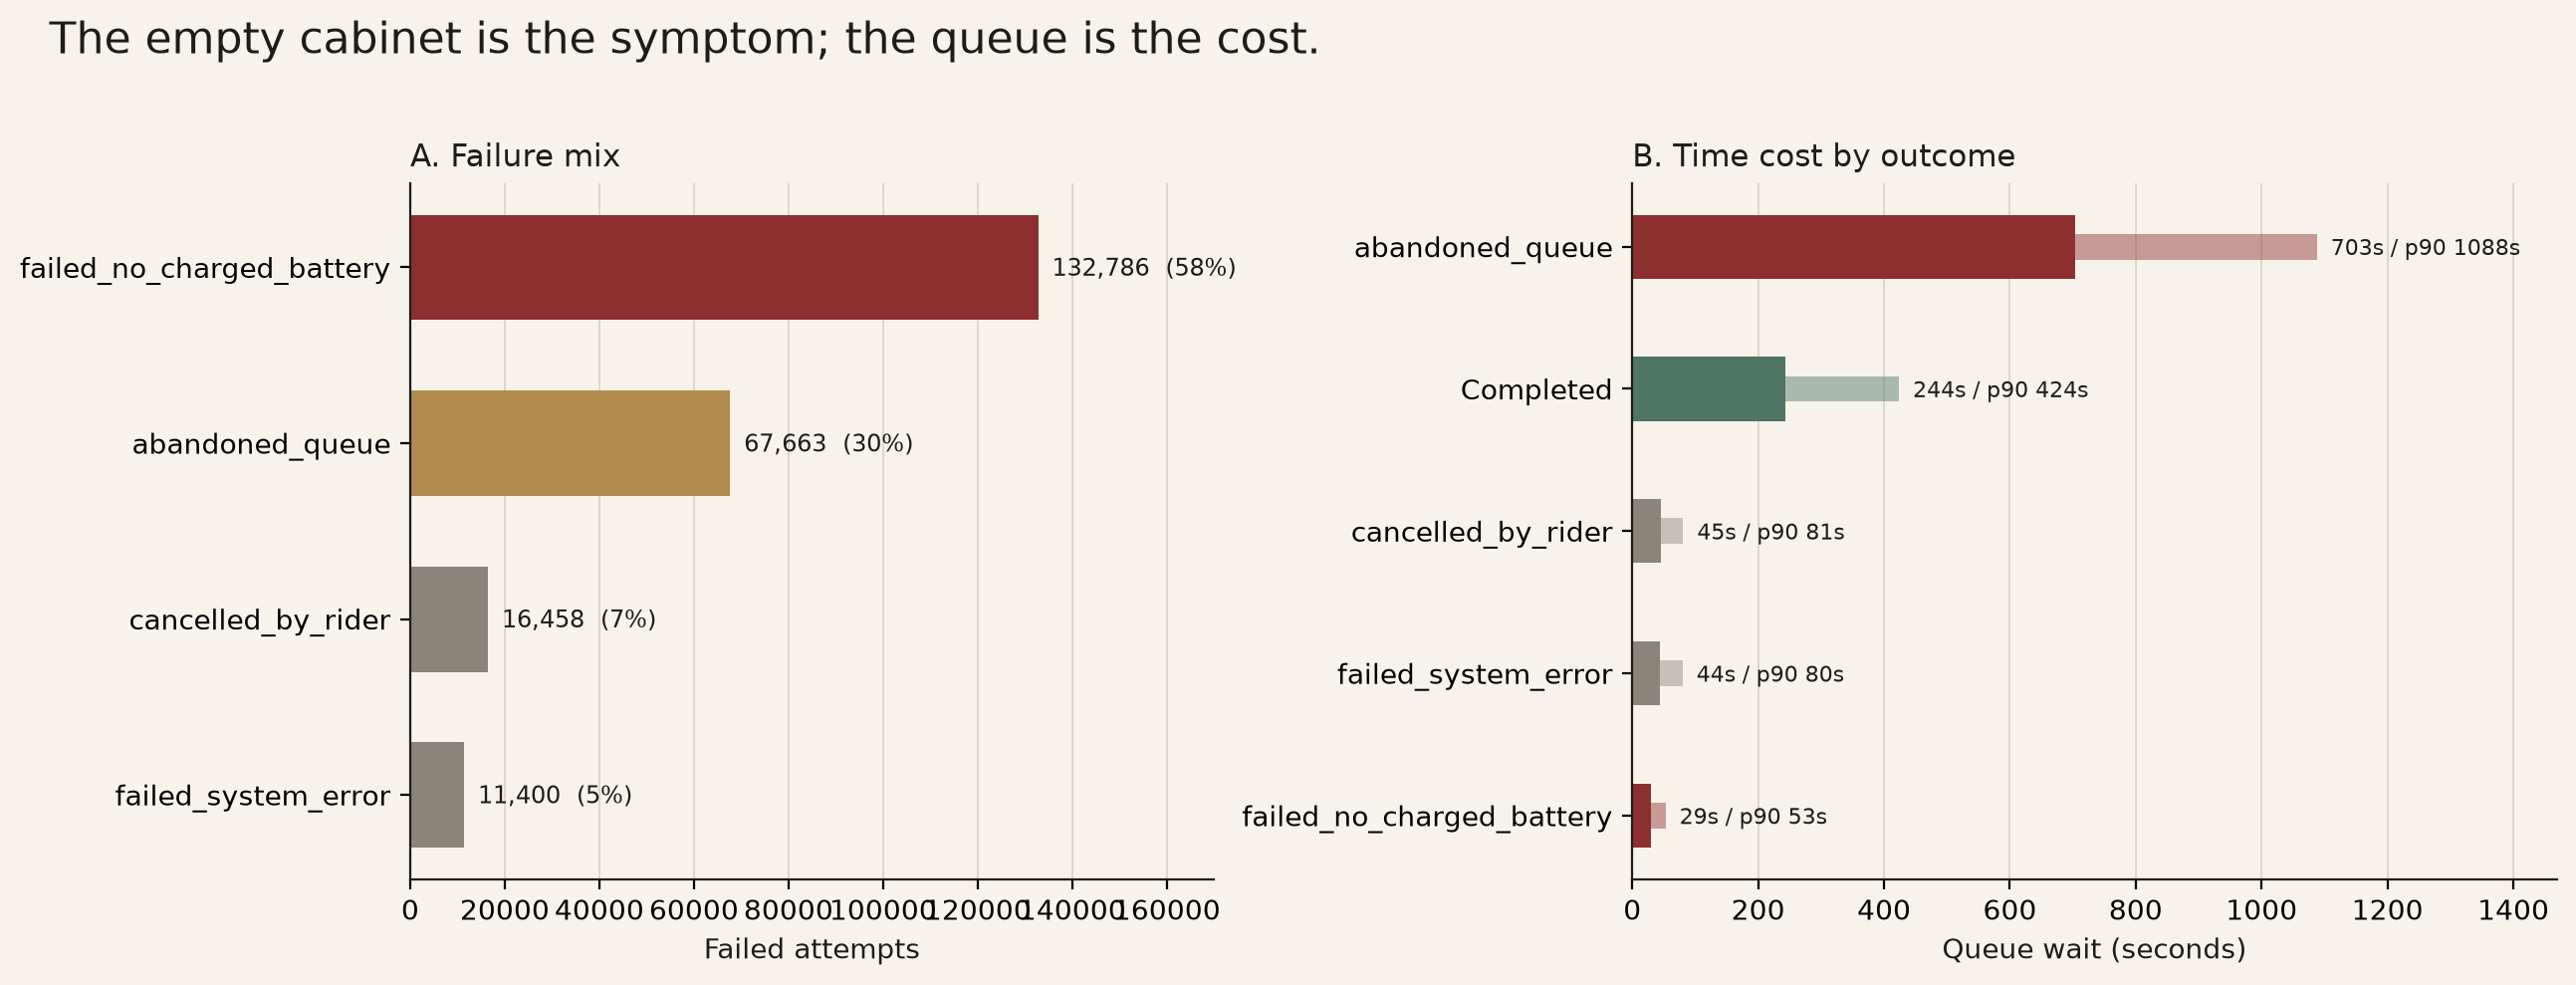 The empty cabinet is the symptom; the queue is the cost.
A. Failure mix
failed_no_charged_battery
132,786 (58%)
abandoned_queue
67,663 (30%)
cancelled_by_rider
16,458 (7%)
failed_system_error
11,400 (5%)
0 20000 40000 60000 80000 100000 120000 140000 160000
Failed attempts
B. Time cost by outcome
abandoned_queue
703s / p90 1088s
Completed
244s / p90 424s
cancelled_by_rider
45s / p90 81s
failed_system_error
44s / p90 80s
failed_no_charged_battery
29s / p90 53s
0 200 400 600 800 1000 1200 1400
Queue wait (seconds)